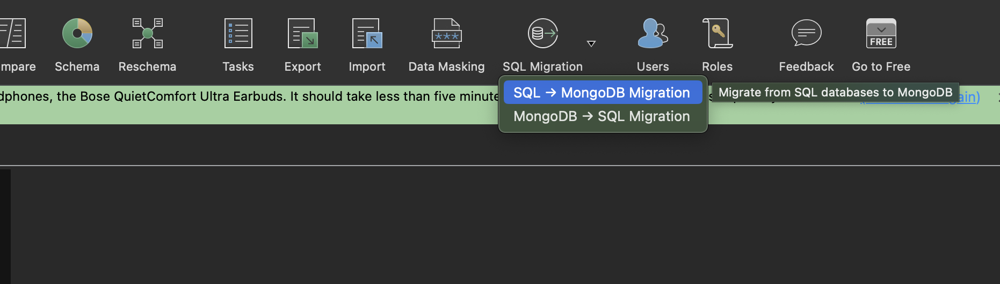 mpare Schema Reschema Tasks Export Import Data Masking SQL Migration Users Roles Feedback Go to Free
***
FREE
dphones, the Bose QuietComfort Ultra Earbuds. It should take less than five minute
SQL → MongoDB Migration
Migrate from SQL databases to MongoDB
ain)
MongoDB → SQL Migration